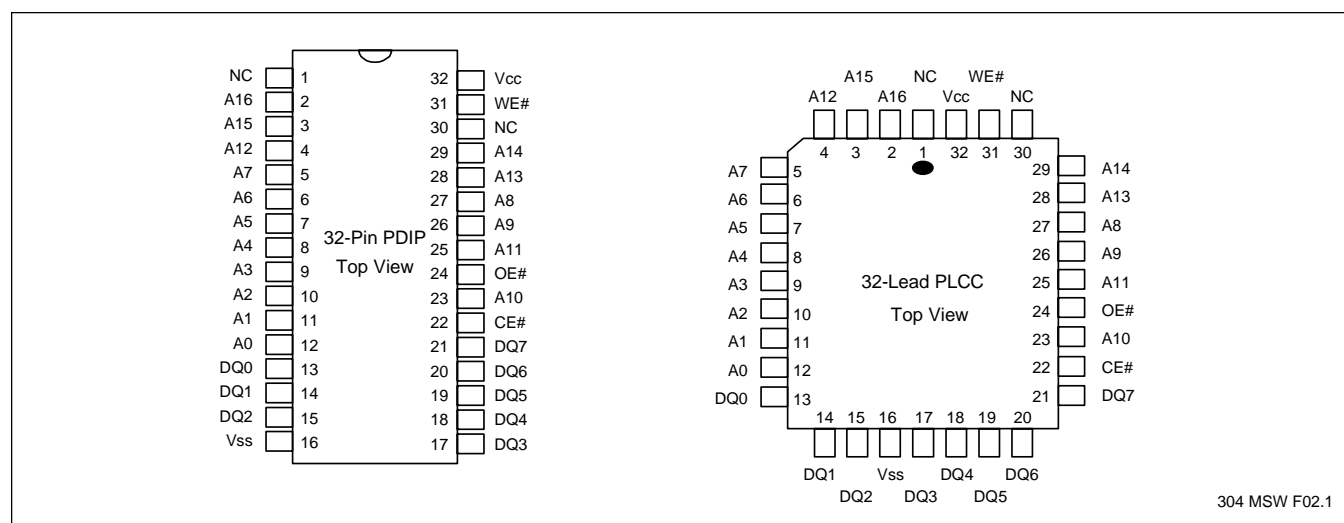 NC 1 32 Vcc
A16 2 31 WE#
A15 3 30 NC
A12 4 29 A14
A7 5 28 A13
A6 6 27 A8
A5 7 26 A9
A4 8 25 A11
A3 9 24 OE#
A2 10 23 A10
A1 11 22 CE#
A0 12 21 DQ7
DQ0 13 20 DQ6
DQ1 14 19 DQ5
DQ2 15 18 DQ4
Vss 16 17 DQ3
32-Pin PDIP
Top View
A15 NC WE#
A12 A16 Vcc NC
4 3 2 1 32 31 30
A7 5 29 A14
A6 6 28 A13
A5 7 27 A8
A4 8 26 A9
A3 9 25 A11
A2 10 24 OE#
A1 11 23 A10
A0 12 22 CE#
DQ0 13 21 DQ7
32-Lead PLCC
Top View
14 15 16 17 18 19 20
DQ1 Vss DQ4 DQ6
DQ2 DQ3 DQ5
304 MSW F02.1